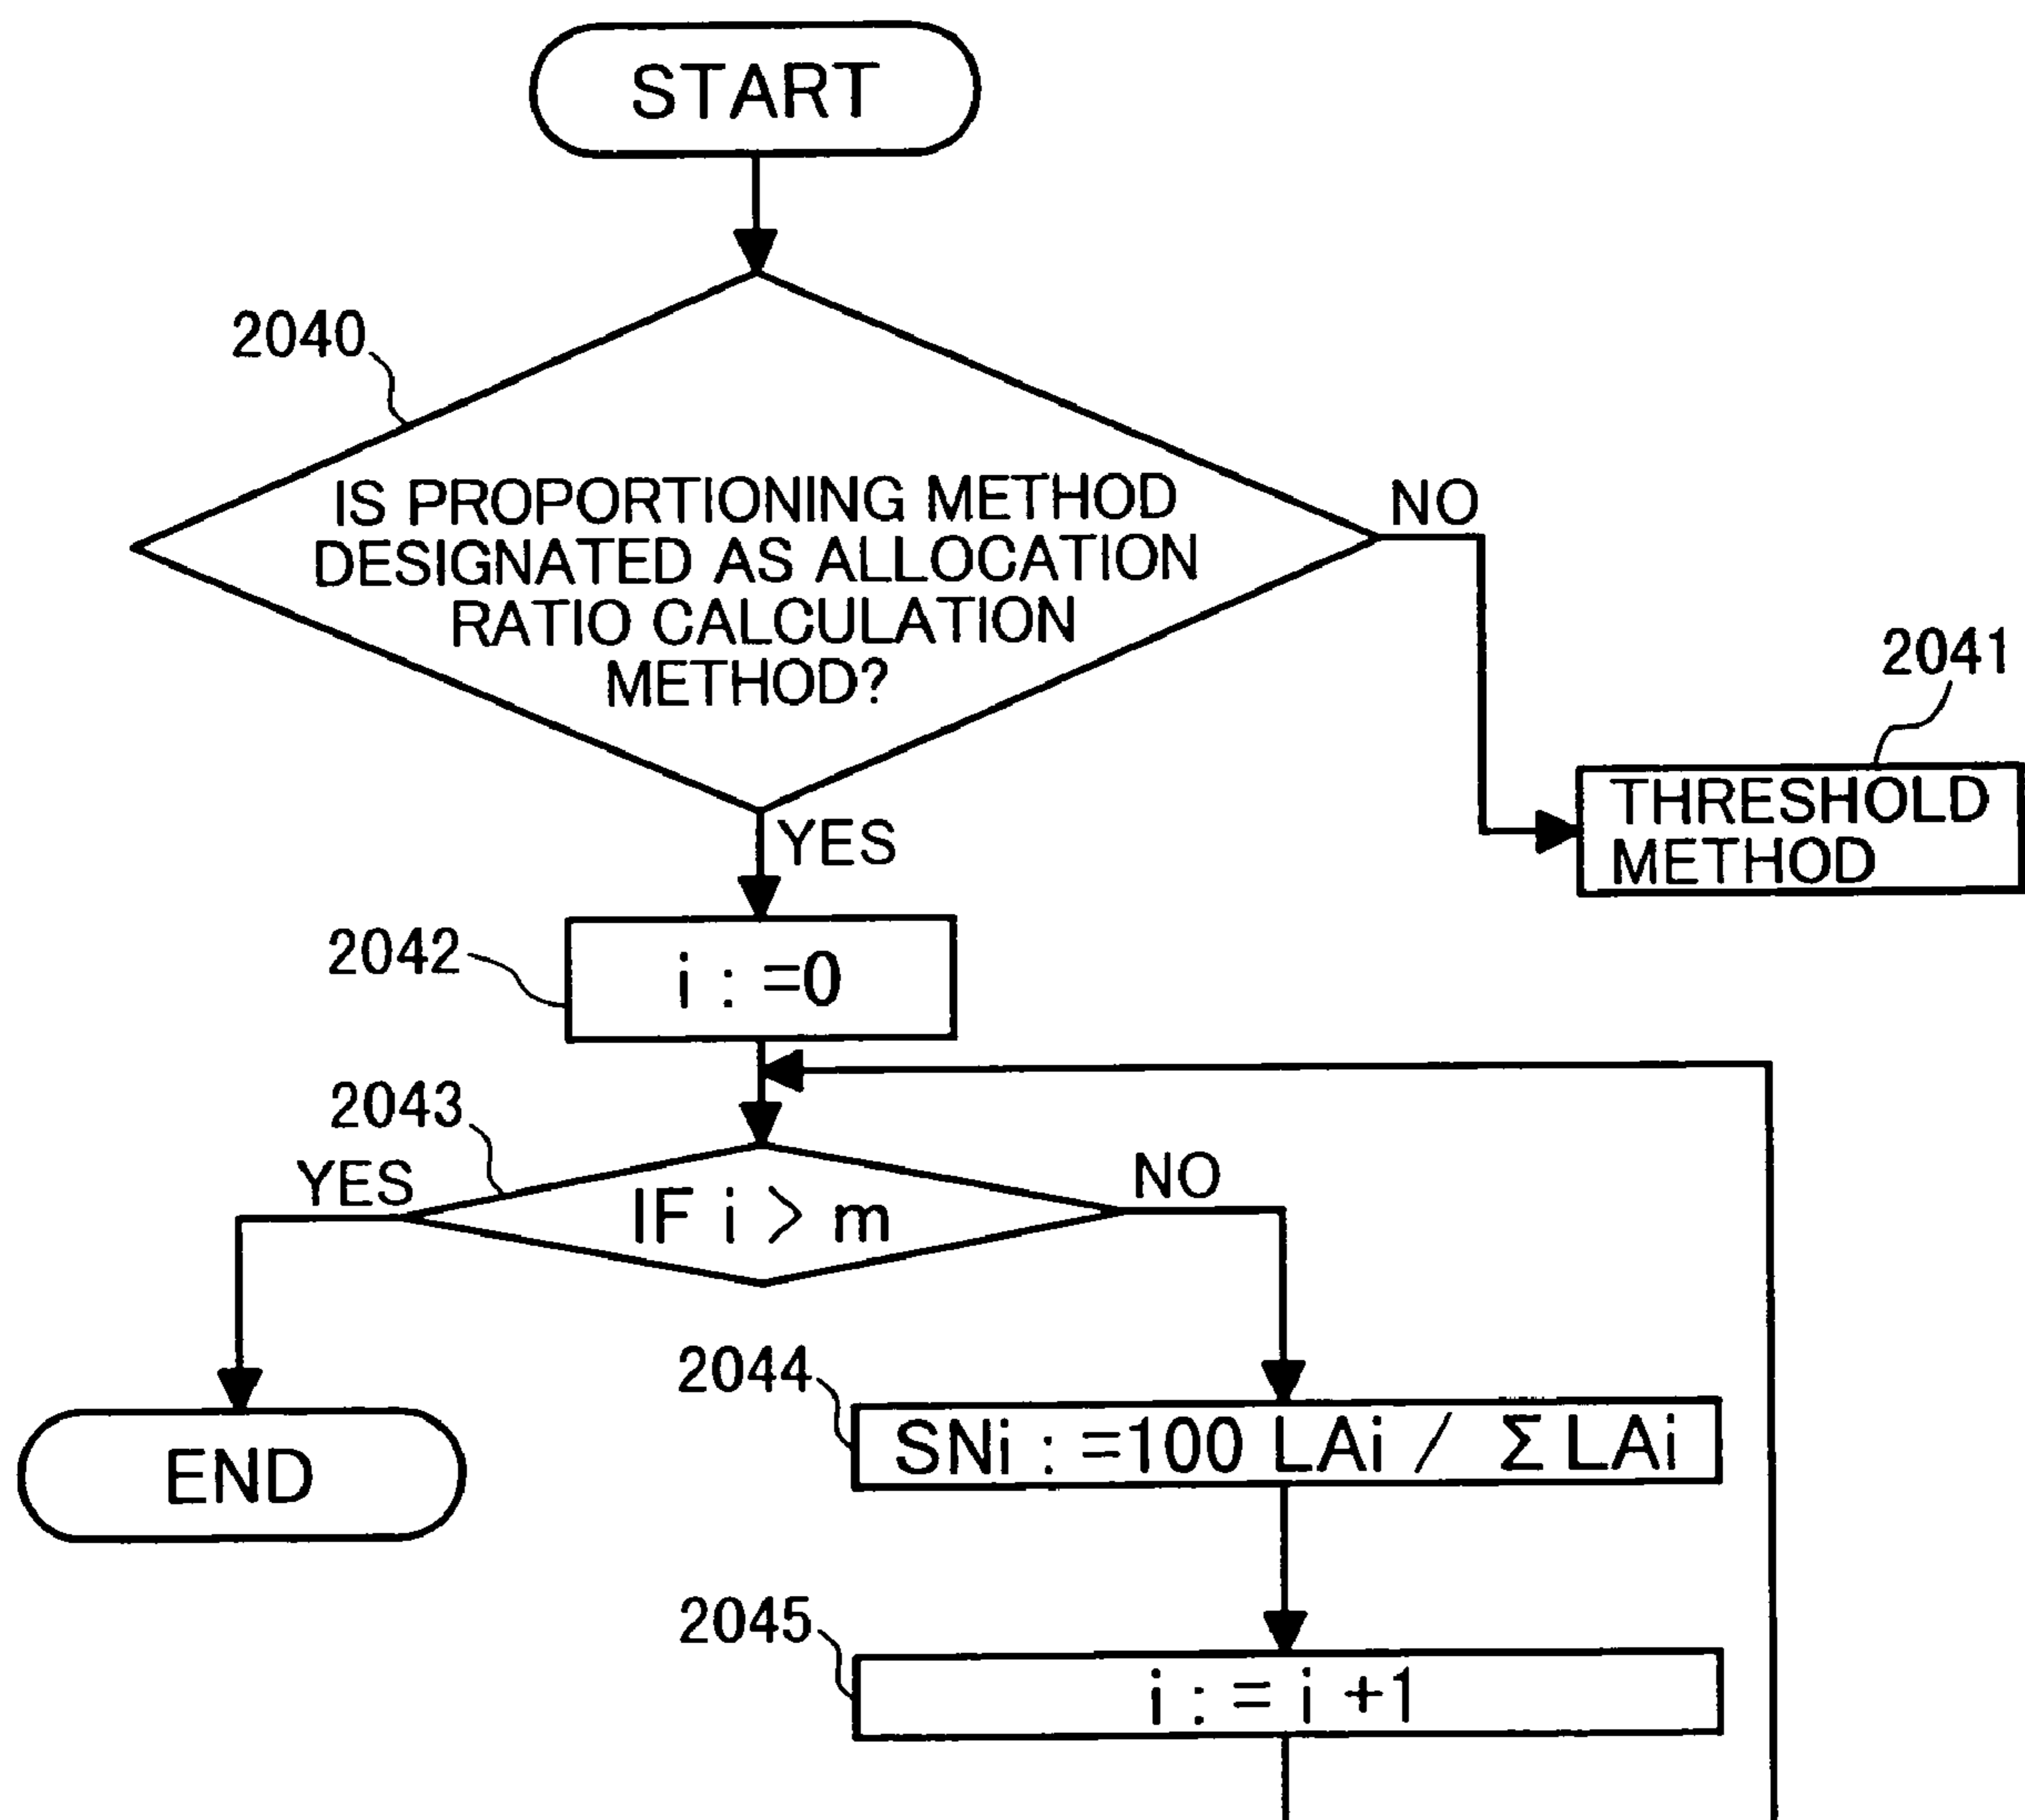 START
2040
IS PROPORTIONING METHOD
DESIGNATED AS ALLOCATION
RATIO CALCULATION
METHOD?
NO
2041
THRESHOLD
METHOD
YES
2042
i : =0
2043
YES
IF i > m
NO
2044
SNi : =100 LAi / Σ LAi
END
2045
i : = i +1